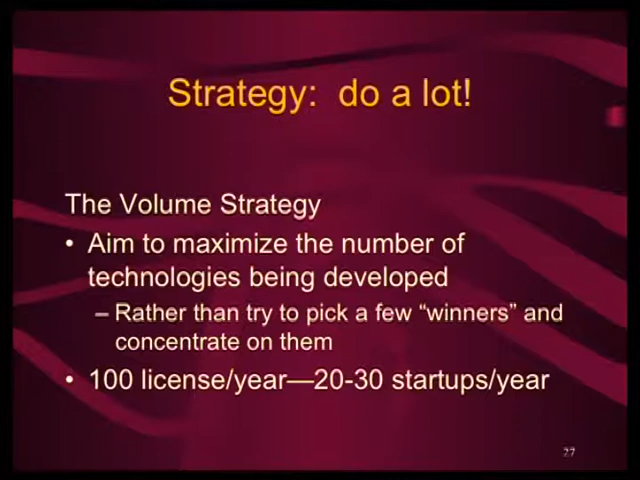 Strategy:  do a lot!
The Volume Strategy
• Aim to maximize the number of
technologies being developed
– Rather than try to pick a few “winners” and
concentrate on them
• 100 license/year—20-30 startups/year
27